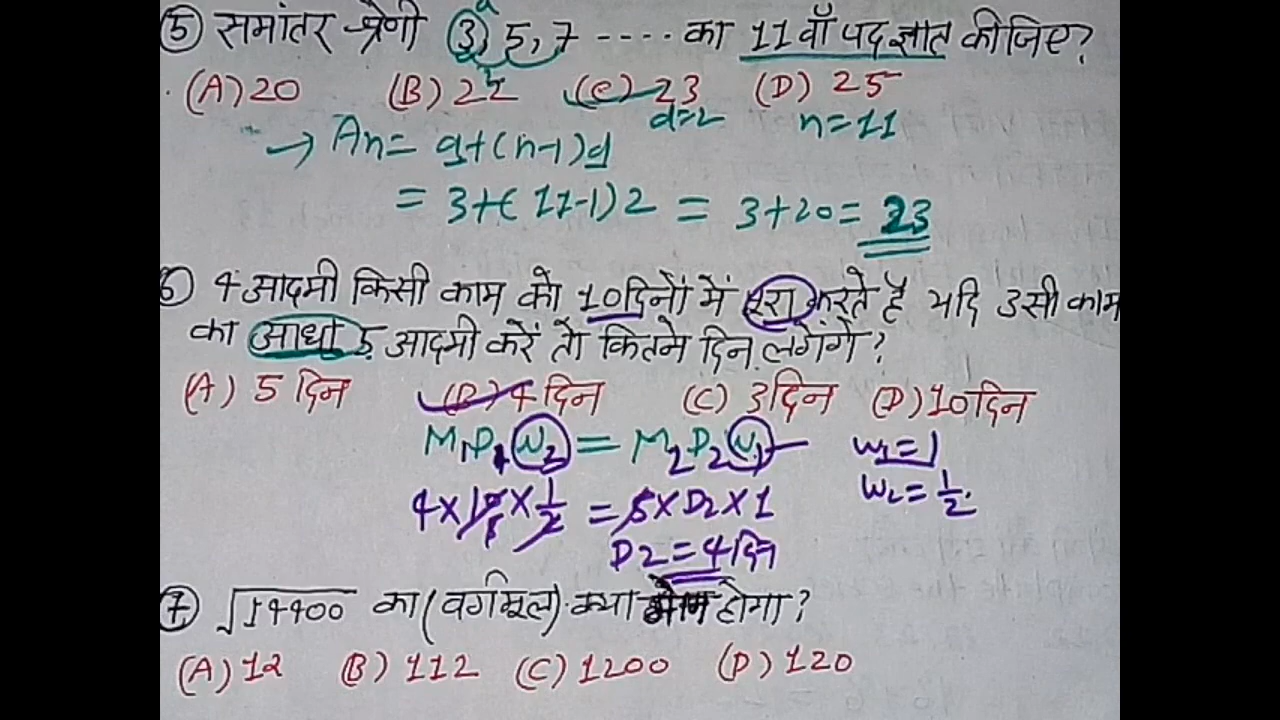 ⑤ समांतर श्रेणी 3, 5, 7 ----- का 11 वाँ पद ज्ञात कीजिए?
(A) 20 (B) 22 (C) 23 (D) 25
a d=2 n=11
→ An = a+(n-1)d
= 3+(11-1)2 = 3+20 = 23
6) 4 आदमी किसी काम को 10 दिनों में पूरा करते है यदि उसी काम
का आधा 5 आदमी करें तो कितने दिन लगेंगे?
(A) 5 दिन (B) 4 दिन (C) 3 दिन (D) 10 दिन
M1D1W2 = M2D2W1 W1=1
W2=1/2
4×10×1/2 = 5×D2×1
D2 = 4 दिन
⑦ √14400 का (वर्गमूल) क्या होगा?
(A) 12 (B) 112 (C) 1200 (D) 120